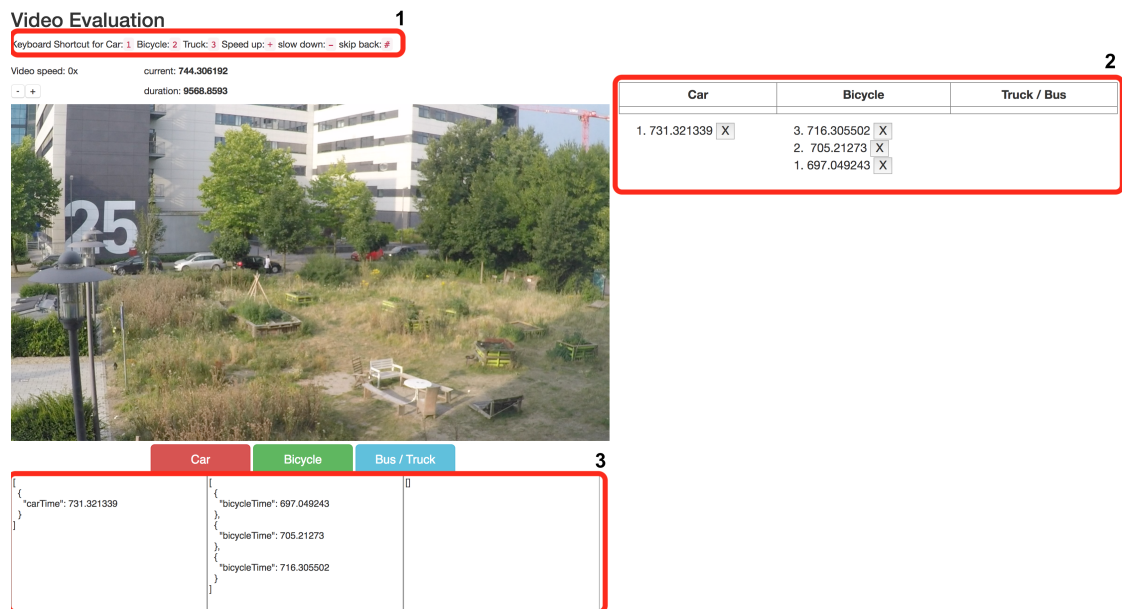 Video Evaluation
1
Keyboard Shortcut for Car: 1 Bicycle: 2 Truck: 3 Speed up: + slow down: - skip back: #
Video speed: 0x current: 744.306192
- + duration: 9568.8593
2
Car Bicycle Truck / Bus
1. 731.321339 X 3. 716.305502 X
2. 705.21273 X
1. 697.049243 X
25
Car Bicycle Bus / Truck
3
[
{
"carTime": 731.321339
}
]
[
{
"bicycleTime": 697.049243
},
{
"bicycleTime": 705.21273
},
{
"bicycleTime": 716.305502
}
]
[]